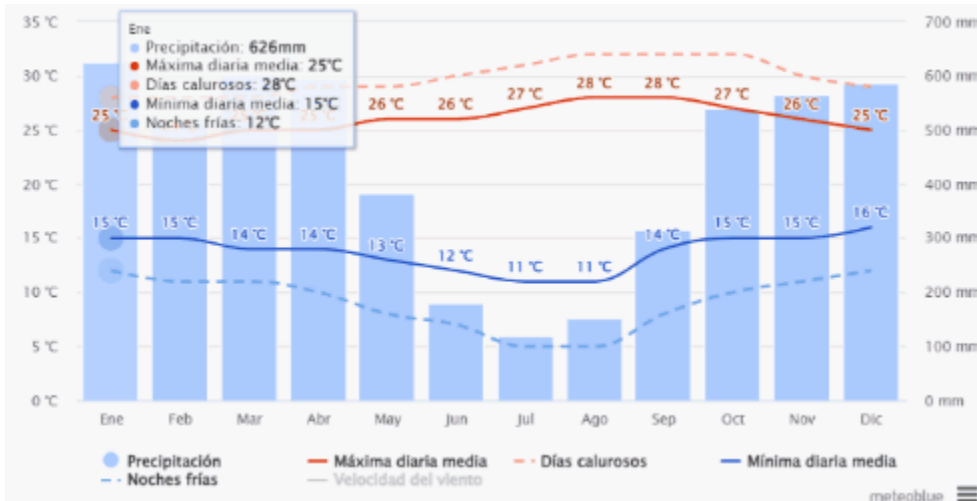 35 °C
700 mm
Ene
Precipitación: 626mm
Máxima diaria media: 25°C
Días calurosos: 28°C
Mínima diaria media: 15°C
Noches frías: 12°C
30 °C
600 mm
25 °C
26 °C
26 °C
27 °C
28 °C
28 °C
27 °C
26 °C
25 °C
25 °C
500 mm
20 °C
400 mm
15 °C
15 °C
14 °C
14 °C
13 °C
12 °C
11 °C
11 °C
14 °C
15 °C
15 °C
16 °C
15 °C
300 mm
10 °C
200 mm
5 °C
100 mm
0 °C
0 mm
Ene Feb Mar Abr May Jun Jul Ago Sep Oct Nov Dic
Precipitación Máxima diaria media Días calurosos Mínima diaria media
Noches frías Velocidad del viento
meteoblue